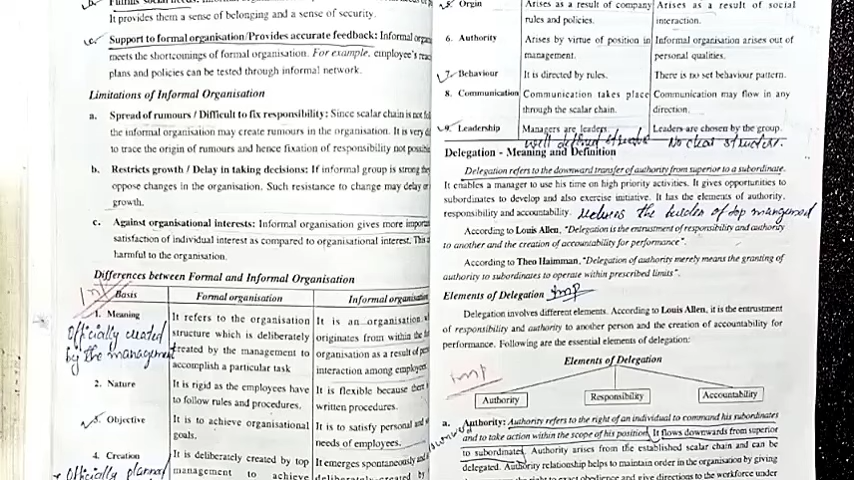 It provides them a sense of belonging and a sense of security.
c. Support to formal organisation/Provides accurate feedback: Informal
meets the shortcomings of formal organisation. For example, employee's
plans and policies can be tested through informal network.
Limitations of Informal Organisation
a. Spread of rumours / Difficult to fix responsibility: Since scalar chain is not
the informal organisation may create rumours in the organisation. It is very
to trace the origin of rumours and hence fixation of responsibility not
b. Restricts growth / Delay in taking decisions: If informal group is strong
oppose changes in the organisation. Such resistance to change may delay
growth.
c. Against organisational interests: Informal organisation gives more
satisfaction of individual interest as compared to organisational interest.
harmful to the organisation.
Differences between Formal and Informal Organisation
Imp
Basis Formal organisation Informal organisation
1. Meaning It refers to the organisation It is an organisation
Officially created structure which is deliberately originates from within the
by the management created by the management to organisation as a result of
accomplish a particular task interaction among
2. Nature It is rigid as the employees have It is flexible because
to follow rules and procedures. written procedures.
3. Objective It is to achieve organisational It is to satisfy personal
goals. needs of employees.
4. Creation It is deliberately created by top It emerges spontaneously
Officially planned management to achieve deliberately created by
5. Orgin Arises as a result of company Arises as a result of social
rules and policies. interaction.
6. Authority Arises by virtue of position in Informal organisation arises out of
management. personal qualities.
7. Behaviour It is directed by rules. There is no set behaviour pattern.
8. Communication Communication takes place Communication may flow in any
through the scalar chain. direction.
9. Leadership Managers are leaders. Leaders are chosen by the group.
well defined No clear
Delegation - Meaning and Definition
Delegation refers to the downward transfer of authority from superior to a subordinate.
It enables a manager to use his time on high priority activities. It gives opportunities to
subordinates to develop and also exercise initiative. It has the elements of authority,
responsibility and accountability. reduces the burden of top management
According to Louis Allen, "Delegation is the entrustment of responsibility and authority
to another and the creation of accountability for performance".
According to Theo Haimman, "Delegation of authority merely means the granting of
authority to subordinates to operate within prescribed limits".
Elements of Delegation Imp
Delegation involves different elements. According to Louis Allen, it is the entrustment
of responsibility and authority to another person and the creation of accountability for
performance. Following are the essential elements of delegation:
Elements of Delegation
Imp
Authority Responsibility Accountability
a. Authority: Authority refers to the right of an individual to command his subordinates
and to take action within the scope of his position. It flows downwards from superior
to subordinates. Authority arises from the established scalar chain and can be
delegated. Authority relationship helps to maintain order in the organisation by giving
right to exact obedience and give directions to the workforce under